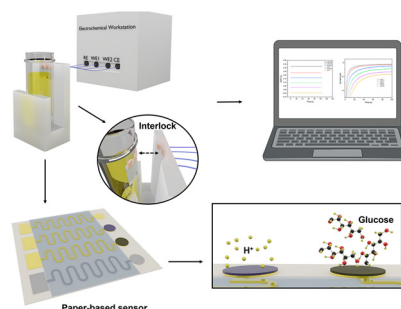 Electrochemical Workstation
RE WE1 WE2 CE
Interlock
Glucose
H⁺
Paper-based sensor